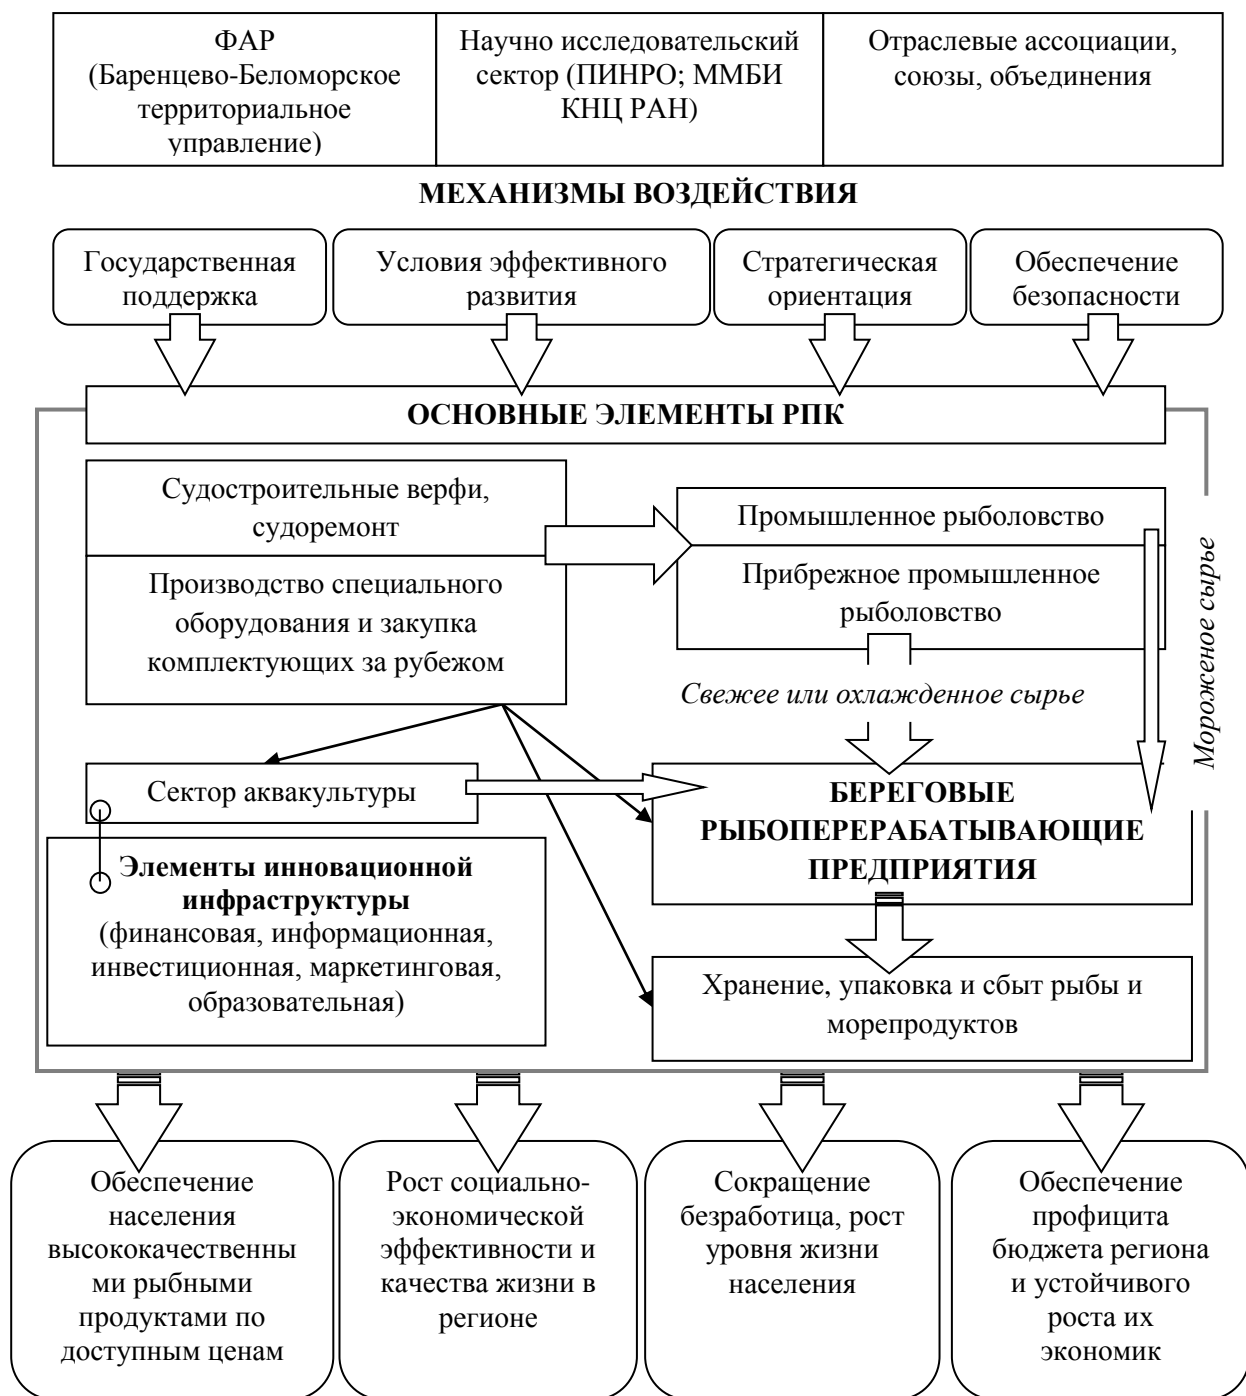 ФАР
(Баренцево-Беломорское
территориальное
управление)
Научно исследовательский
сектор (ПИНРО; ММБИ
КНЦ РАН)
Отраслевые ассоциации,
союзы, объединения
МЕХАНИЗМЫ ВОЗДЕЙСТВИЯ
Государственная
поддержка
Условия эффективного
развития
Стратегическая
ориентация
Обеспечение
безопасности
ОСНОВНЫЕ ЭЛЕМЕНТЫ РПК
Судостроительные верфи,
судоремонт
Производство специального
оборудования и закупка
комплектующих за рубежом
Промышленное рыболовство
Прибрежное промышленное
рыболовство
Свежее или охлажденное сырье
Мороженое сырье
Сектор аквакультуры
БЕРЕГОВЫЕ
РЫБОПЕРЕРАБАТЫВАЮЩИЕ
ПРЕДПРИЯТИЯ
Элементы инновационной
инфраструктуры
(финансовая, информационная,
инвестиционная, маркетинговая,
образовательная)
Хранение, упаковка и сбыт рыбы и
морепродуктов
Обеспечение
населения
высококачественны
ми рыбными
продуктами по
доступным ценам
Рост социально-
экономической
эффективности и
качества жизни в
регионе
Сокращение
безработица, рост
уровня жизни
населения
Обеспечение
профицита
бюджета региона
и устойчивого
роста их
экономик